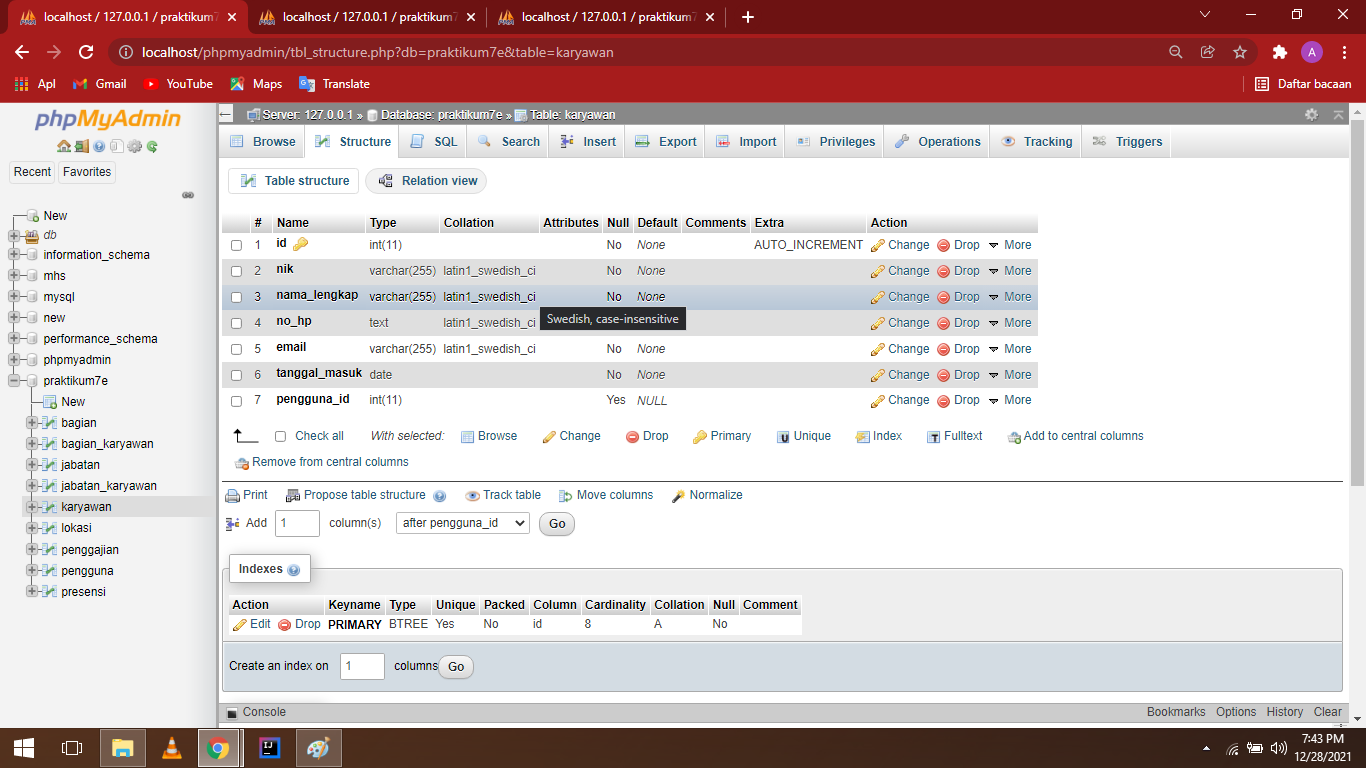 localhost / 127.0.0.1 / praktikum7
localhost / 127.0.0.1 / praktikum7
localhost / 127.0.0.1 / praktikum7
localhost/phpmyadmin/tbl_structure.php?db=praktikum7e&table=karyawan
A
Apl Gmail YouTube Maps Translate Daftar bacaan
phpMyAdmin
Recent Favorites
New
db
information_schema
mhs
mysql
new
performance_schema
phpmyadmin
praktikum7e
New
bagian
bagian_karyawan
jabatan
jabatan_karyawan
karyawan
lokasi
penggajian
pengguna
presensi
Server: 127.0.0.1 » Database: praktikum7e » Table: karyawan
Browse Structure SQL Search Insert Export Import Privileges Operations Tracking Triggers
Table structure Relation view
# Name Type Collation Attributes Null Default Comments Extra Action
1 id int(11) No None AUTO_INCREMENT Change Drop More
2 nik varchar(255) latin1_swedish_ci No None Change Drop More
3 nama_lengkap varchar(255) latin1_swedish_ci No None Change Drop More
Swedish, case-insensitive
4 no_hp text latin1_swedish_ci Change Drop More
5 email varchar(255) latin1_swedish_ci No None Change Drop More
6 tanggal_masuk date No None Change Drop More
7 pengguna_id int(11) Yes NULL Change Drop More
Check all With selected: Browse Change Drop Primary Unique Index Fulltext Add to central columns
Remove from central columns
Print Propose table structure Track table Move columns Normalize
Add 1 column(s) after pengguna_id Go
Indexes
Action Keyname Type Unique Packed Column Cardinality Collation Null Comment
Edit Drop PRIMARY BTREE Yes No id 8 A No
Create an index on 1 columns Go
Console Bookmarks Options History Clear
7:43 PM
12/28/2021